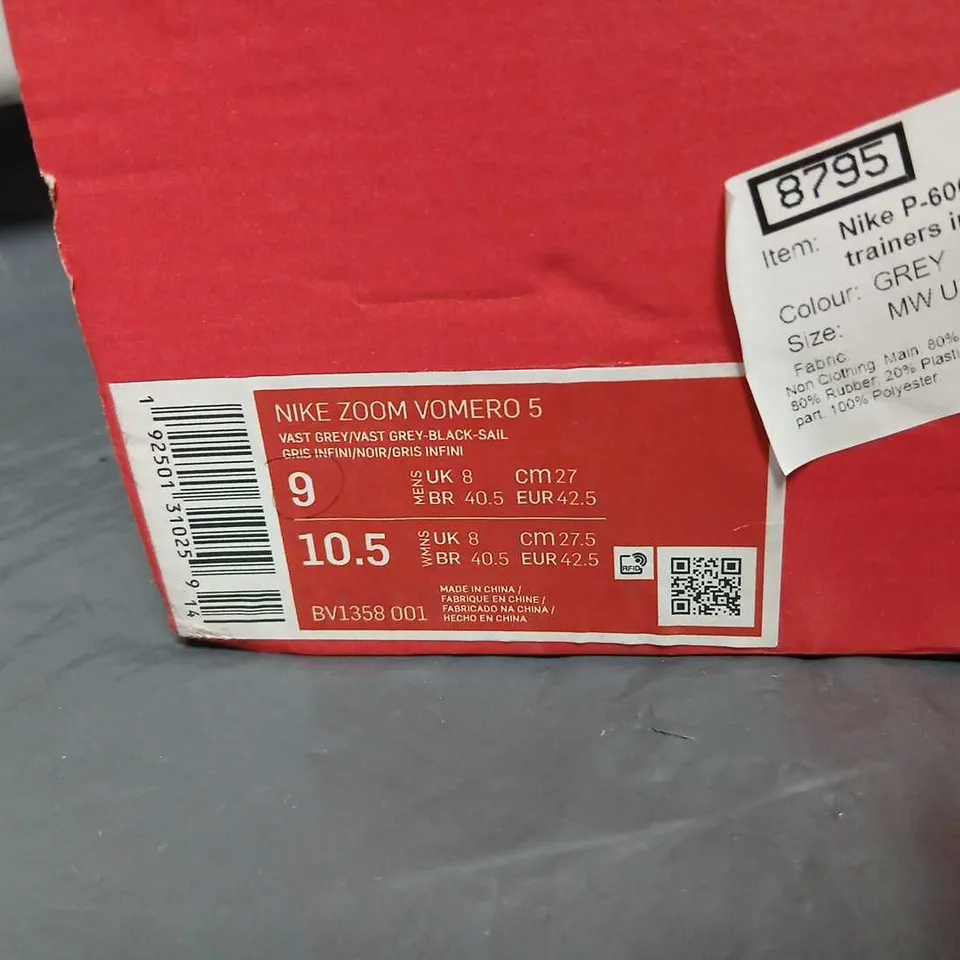 8795
Item: Nike P-600
trainers in
Colour: GREY
Size: MW U
Fabric
Non Clothing Main 80%
80% Rubber, 20% Plasti
part. 100% Polyester
NIKE ZOOM VOMERO 5
VAST GREY/VAST GREY-BLACK-SAIL
GRIS INFINI/NOIR/GRIS INFINI
9 MENS UK 8 CM 27
BR 40.5 EUR 42.5
10.5 WMNS UK 8 CM 27.5
BR 40.5 EUR 42.5
RFID
BV1358 001
MADE IN CHINA /
FABRIQUE EN CHINE /
FABRICADO NA CHINA /
HECHO EN CHINA
1 92501 31025 9 14